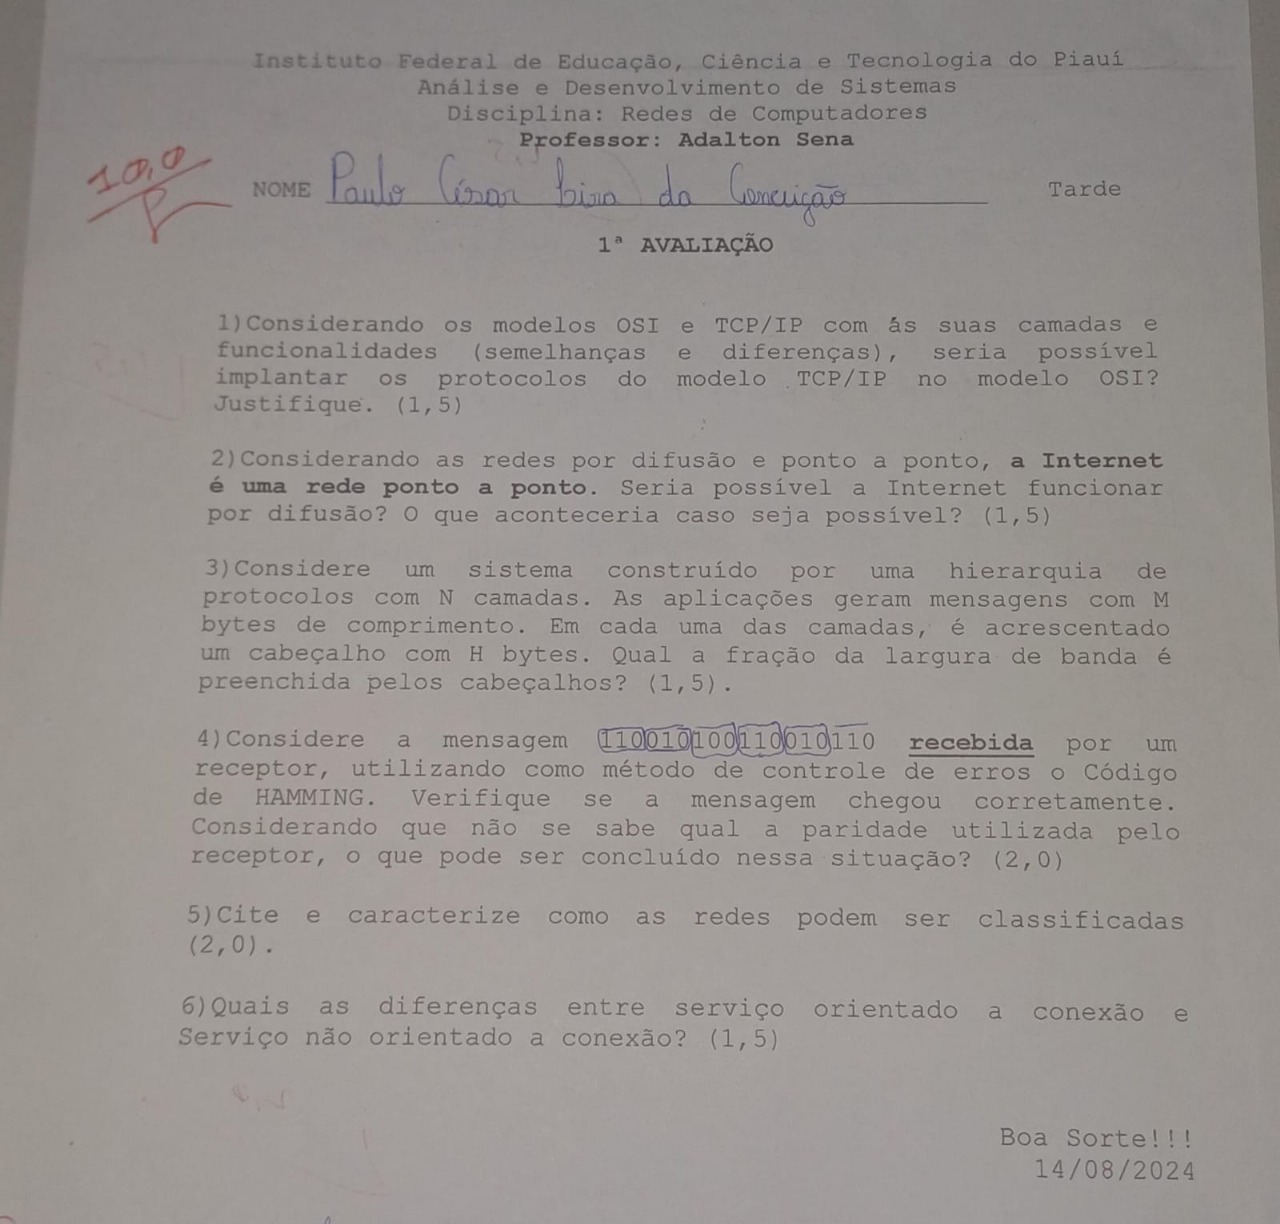 Instituto Federal de Educação, Ciência e Tecnologia do Piauí
Análise e Desenvolvimento de Sistemas
Disciplina: Redes de Computadores
Professor: Adalton Sena
10,0
NOME Paulo César da Conceição Tarde
1ª AVALIAÇÃO
1)Considerando os modelos OSI e TCP/IP com ás suas camadas e
funcionalidades (semelhanças e diferenças), seria possível
implantar os protocolos do modelo TCP/IP no modelo OSI?
Justifique. (1,5)
2)Considerando as redes por difusão e ponto a ponto, a Internet
é uma rede ponto a ponto. Seria possível a Internet funcionar
por difusão? O que aconteceria caso seja possível? (1,5)
3)Considere um sistema construído por uma hierarquia de
protocolos com N camadas. As aplicações geram mensagens com M
bytes de comprimento. Em cada uma das camadas, é acrescentado
um cabeçalho com H bytes. Qual a fração da largura de banda é
preenchida pelos cabeçalhos? (1,5).
4)Considere a mensagem 110010100110010110 recebida por um
receptor, utilizando como método de controle de erros o Código
de HAMMING. Verifique se a mensagem chegou corretamente.
Considerando que não se sabe qual a paridade utilizada pelo
receptor, o que pode ser concluído nessa situação? (2,0)
5)Cite e caracterize como as redes podem ser classificadas
(2,0).
6)Quais as diferenças entre serviço orientado a conexão e
Serviço não orientado a conexão? (1,5)
Boa Sorte!!!
14/08/2024